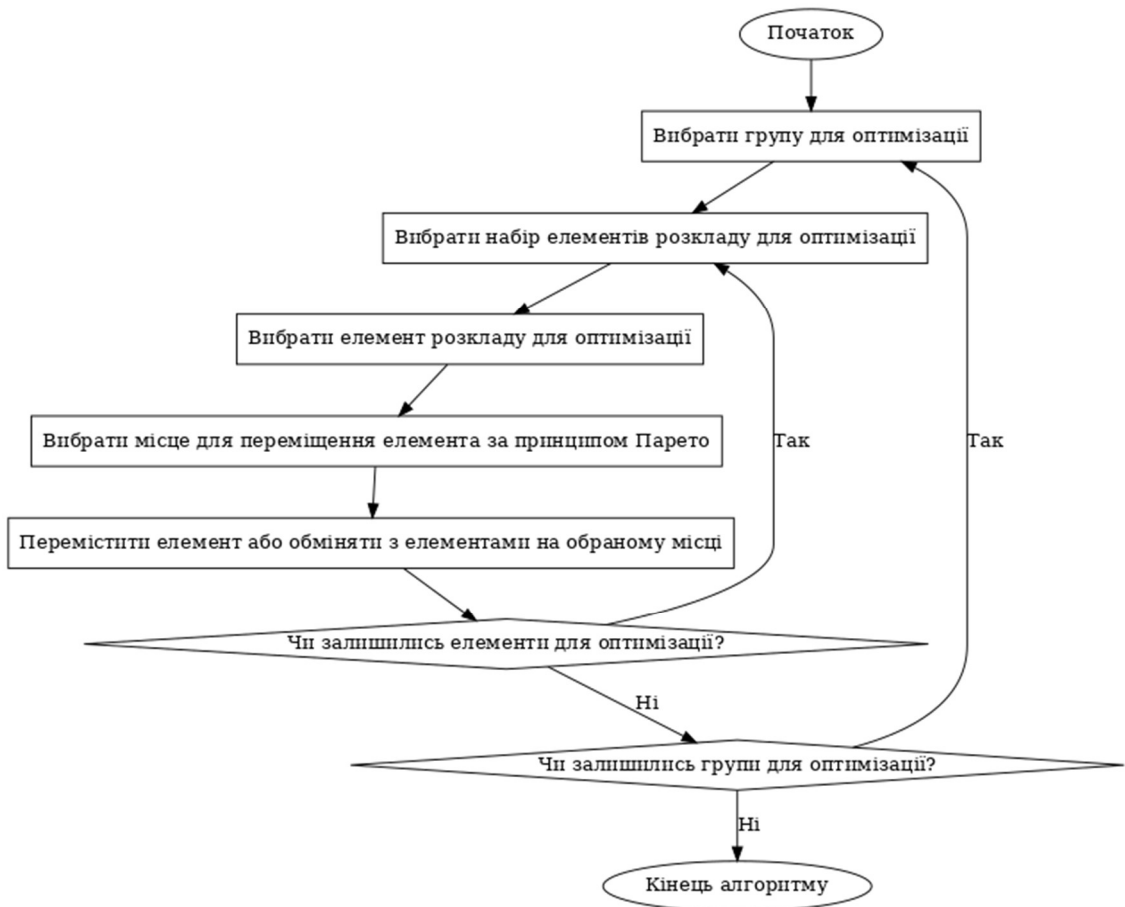 Початок
Вибрати групу для оптимізації
Вибрати набір елементів розкладу для оптимізації
Вибрати елемент розкладу для оптимізації
Вибрати місце для переміщення елемента за принципом Парето
Так
Так
Перемістити елемент або обміняти з елементами на обраному місці
Чи залишились елементи для оптимізації?
Ні
Чи залишились групи для оптимізації?
Ні
Кінець алгоритму